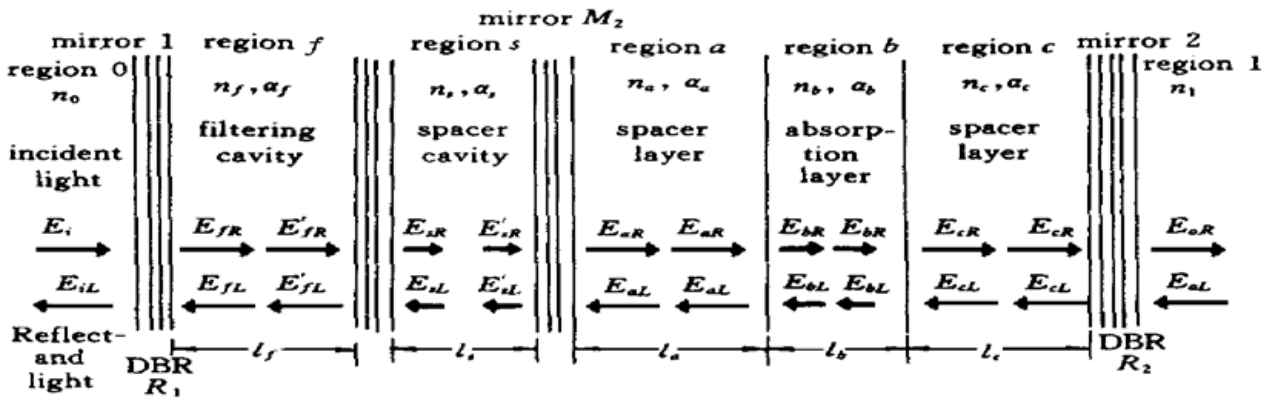 mirror M₂
mirror 1 region f region s region a region b region c mirror 2
region 0 region 1
n₀ n_f, α_f n_s, α_s n_a, α_a n_b, α_b n_c, α_c n₁
filtering spacer spacer absorp- spacer
cavity cavity layer tion layer
layer
incident
light
E_i E_fR E'_fR E_sR E'_sR E_aR E_aR E_bR E_bR E_cR E_cR E_oR
E_iL E_fL E'_fL E_sL E'_sL E_aL E_aL E_bL E_bL E_cL E_cL E_aL
Reflect-
and
light
l_f l_s l_a l_b l_c
DBR DBR
R₁ R₂